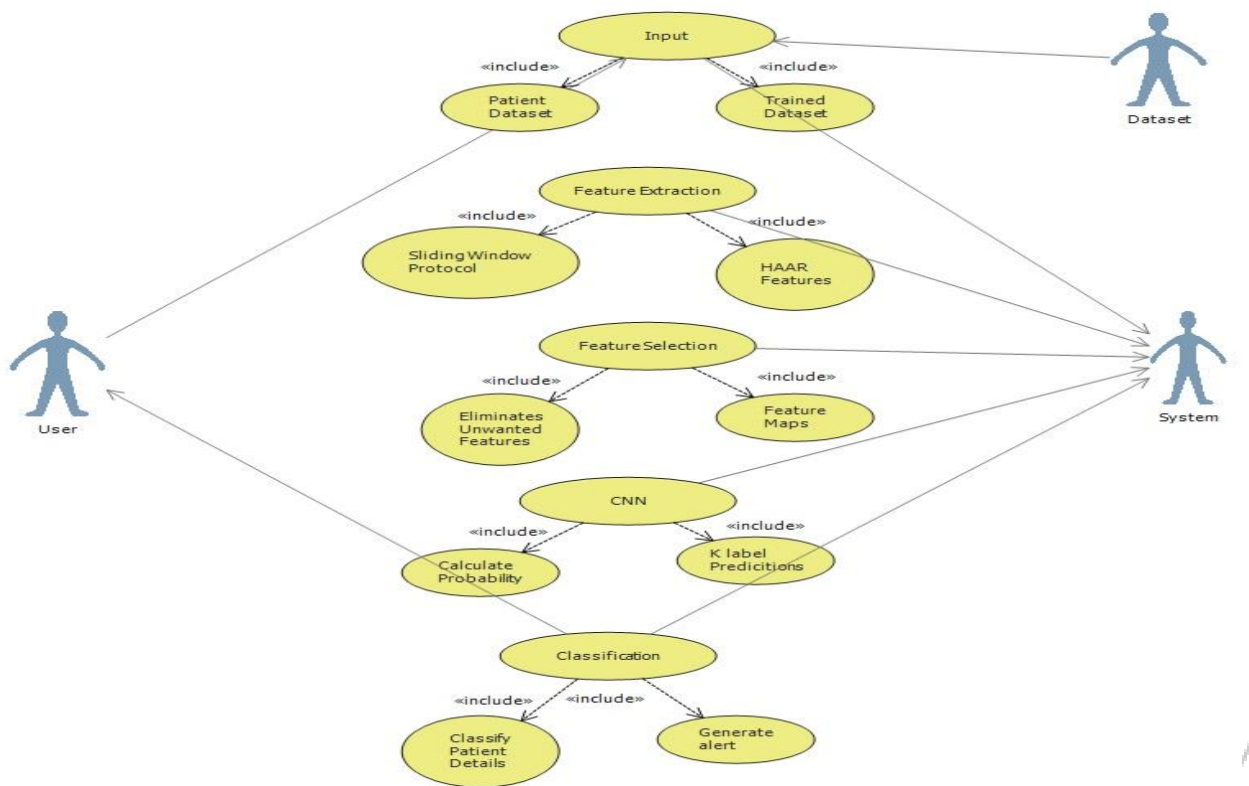 Input
«include»
«include»
Patient
Dataset
Trained
Dataset
Dataset
Feature Extraction
«include»
«include»
Sliding Window
Protocol
HAAR
Features
Feature Selection
«include»
«include»
Eliminates
Unwanted
Features
Feature
Maps
User
System
CNN
«include»
«include»
Calculate
Probability
K label
Predicitions
Classification
«include»
«include»
Classify
Patient
Details
Generate
alert